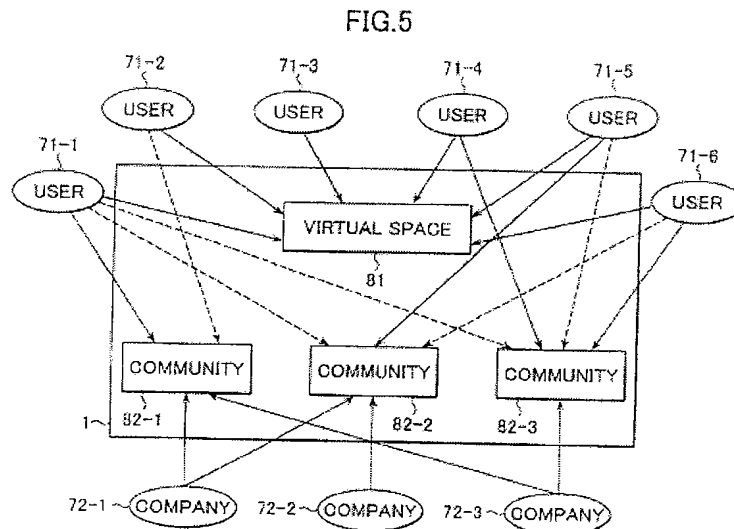 FIG.5
71-2
71-3
71-4
71-5
USER
USER
USER
USER
71-1
71-6
USER
USER
VIRTUAL SPACE
81
COMMUNITY
COMMUNITY
COMMUNITY
82-1
82-2
82-3
1
72-1
COMPANY
72-2
COMPANY
72-3
COMPANY